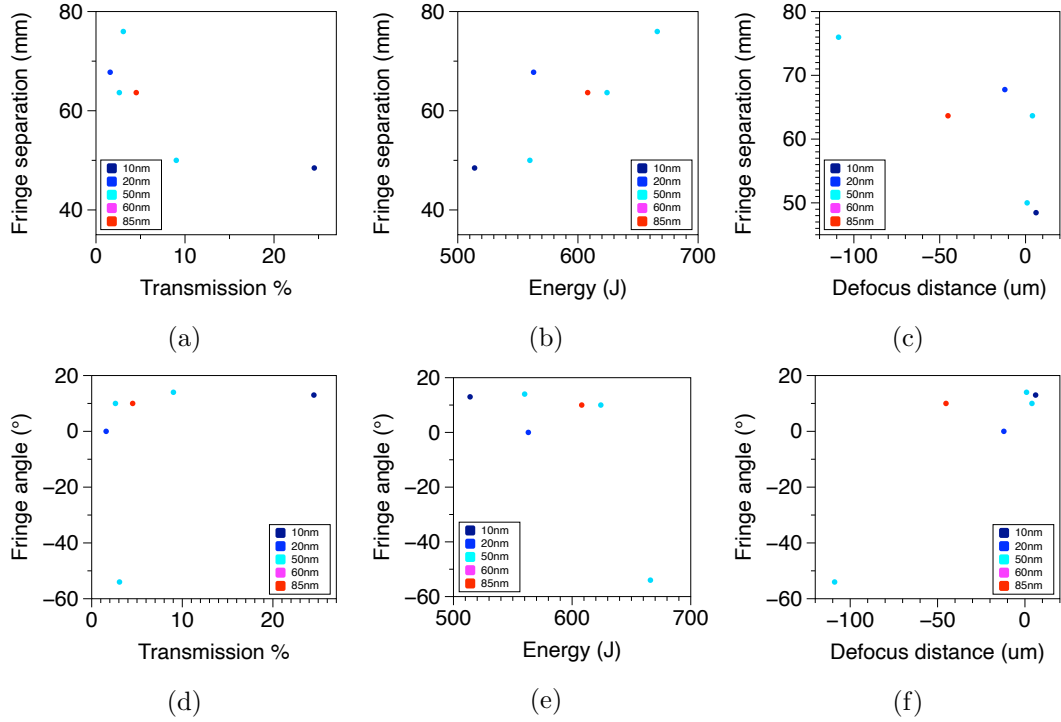 80
60
40
Fringe separation (mm)
10nm
20nm
50nm
60nm
85nm
0
10
20
Transmission %
(a)
80
60
40
Fringe separation (mm)
10nm
20nm
50nm
60nm
85nm
500
600
700
Energy (J)
(b)
80
70
60
50
Fringe separation (mm)
10nm
20nm
50nm
60nm
85nm
−100
−50
0
Defocus distance (um)
(c)
20
0
−20
−40
−60
Fringe angle (°)
10nm
20nm
50nm
60nm
85nm
0
10
20
Transmission %
(d)
20
0
−20
−40
−60
Fringe angle (°)
10nm
20nm
50nm
60nm
85nm
500
600
700
Energy (J)
(e)
20
0
−20
−40
−60
Fringe angle (°)
10nm
20nm
50nm
60nm
85nm
−100
−50
0
Defocus distance (um)
(f)